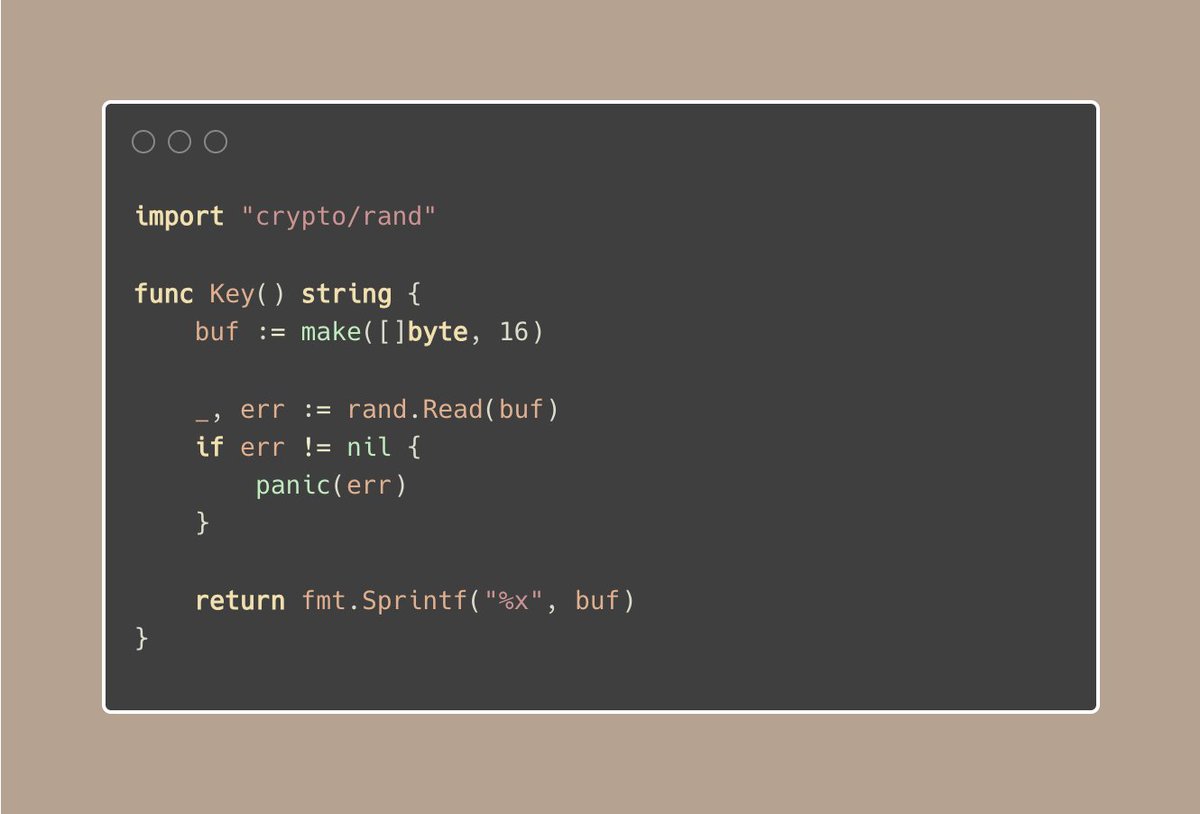 import "crypto/rand"
func Key() string {
    buf := make([]byte, 16)
    _, err := rand.Read(buf)
    if err != nil {
        panic(err)
    }
    return fmt.Sprintf("%x", buf)
}